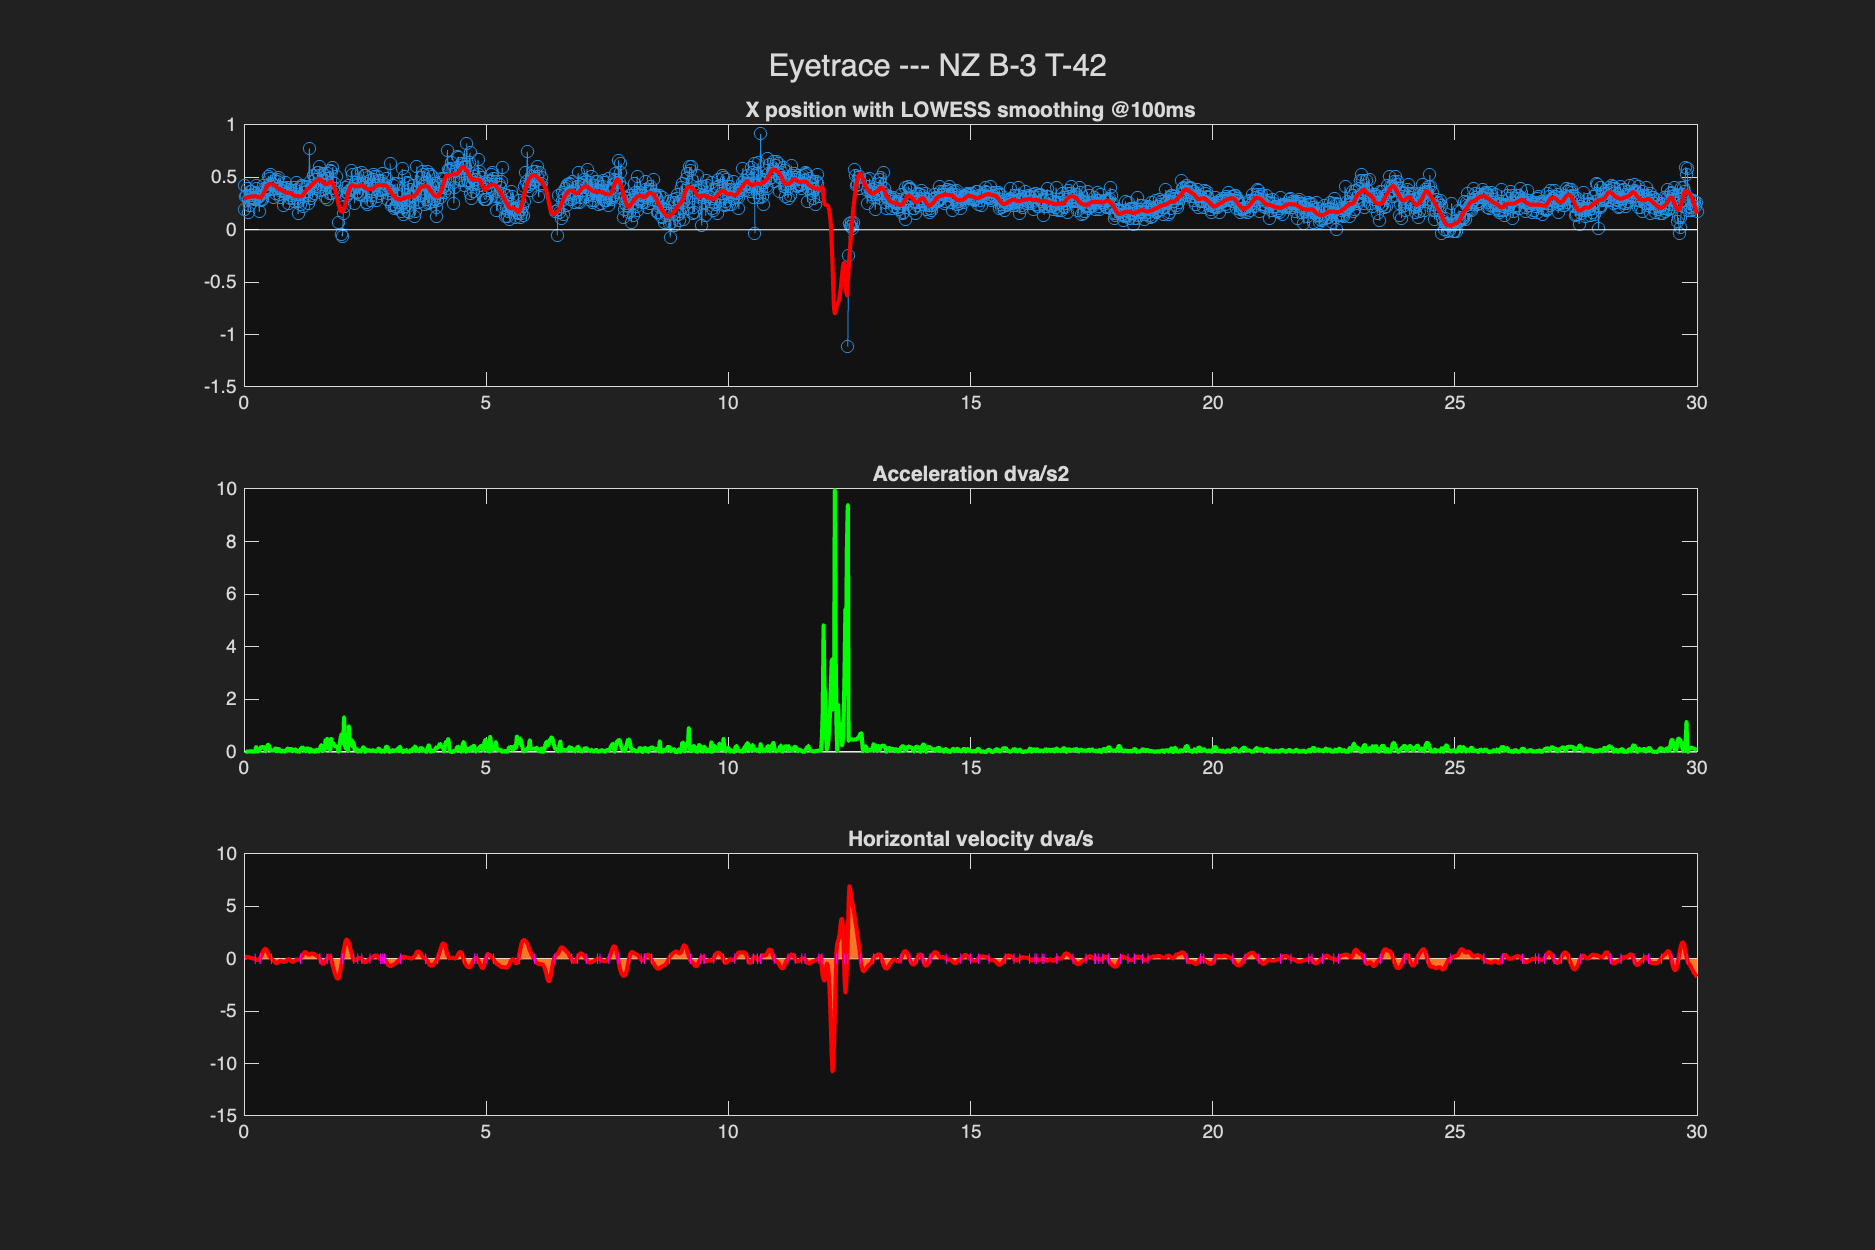 Eyetrace --- NZ B-3 T-42
X position with LOWESS smoothing @100ms
1
0.5
0
-0.5
-1
-1.5
0 5 10 15 20 25 30
Acceleration dva/s2
10
8
6
4
2
0
0 5 10 15 20 25 30
Horizontal velocity dva/s
10
5
0
-5
-10
-15
0 5 10 15 20 25 30